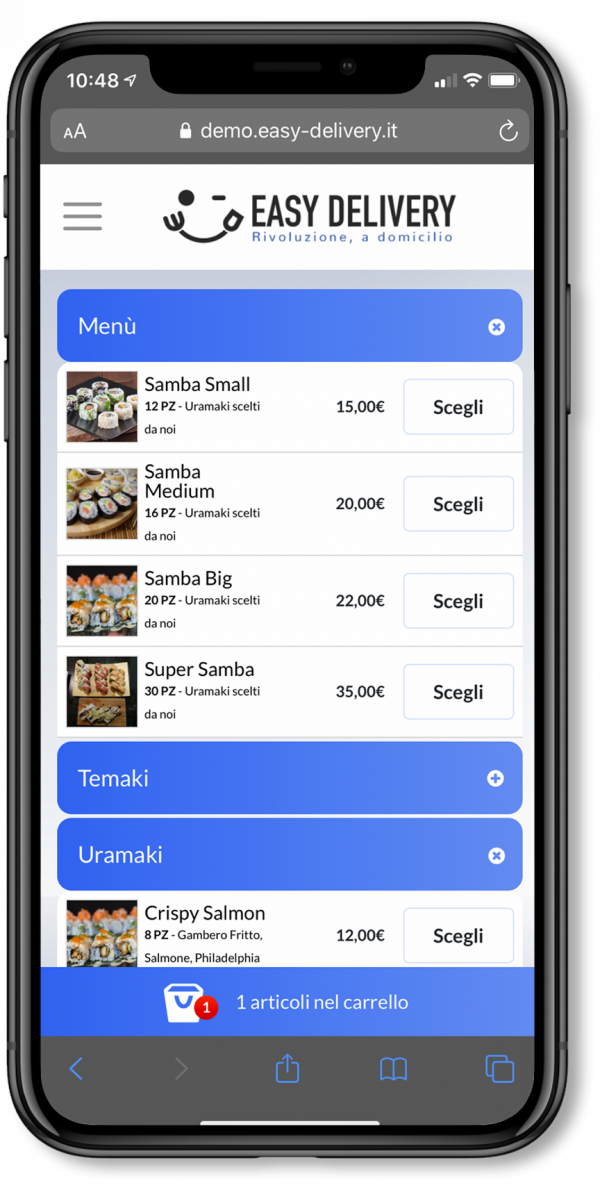 10:48
AA demo.easy-delivery.it
EASY DELIVERY
Rivoluzione, a domicilio
Menù
Samba Small
12 PZ - Uramaki scelti
da noi
15,00€
Scegli
Samba
Medium
16 PZ - Uramaki scelti
da noi
20,00€
Scegli
Samba Big
20 PZ - Uramaki scelti
da noi
22,00€
Scegli
Super Samba
30 PZ - Uramaki scelti
da noi
35,00€
Scegli
Temaki
Uramaki
Crispy Salmon
8 PZ - Gambero Fritto,
Salmone, Philadelphia
12,00€
Scegli
1
1 articoli nel carrello